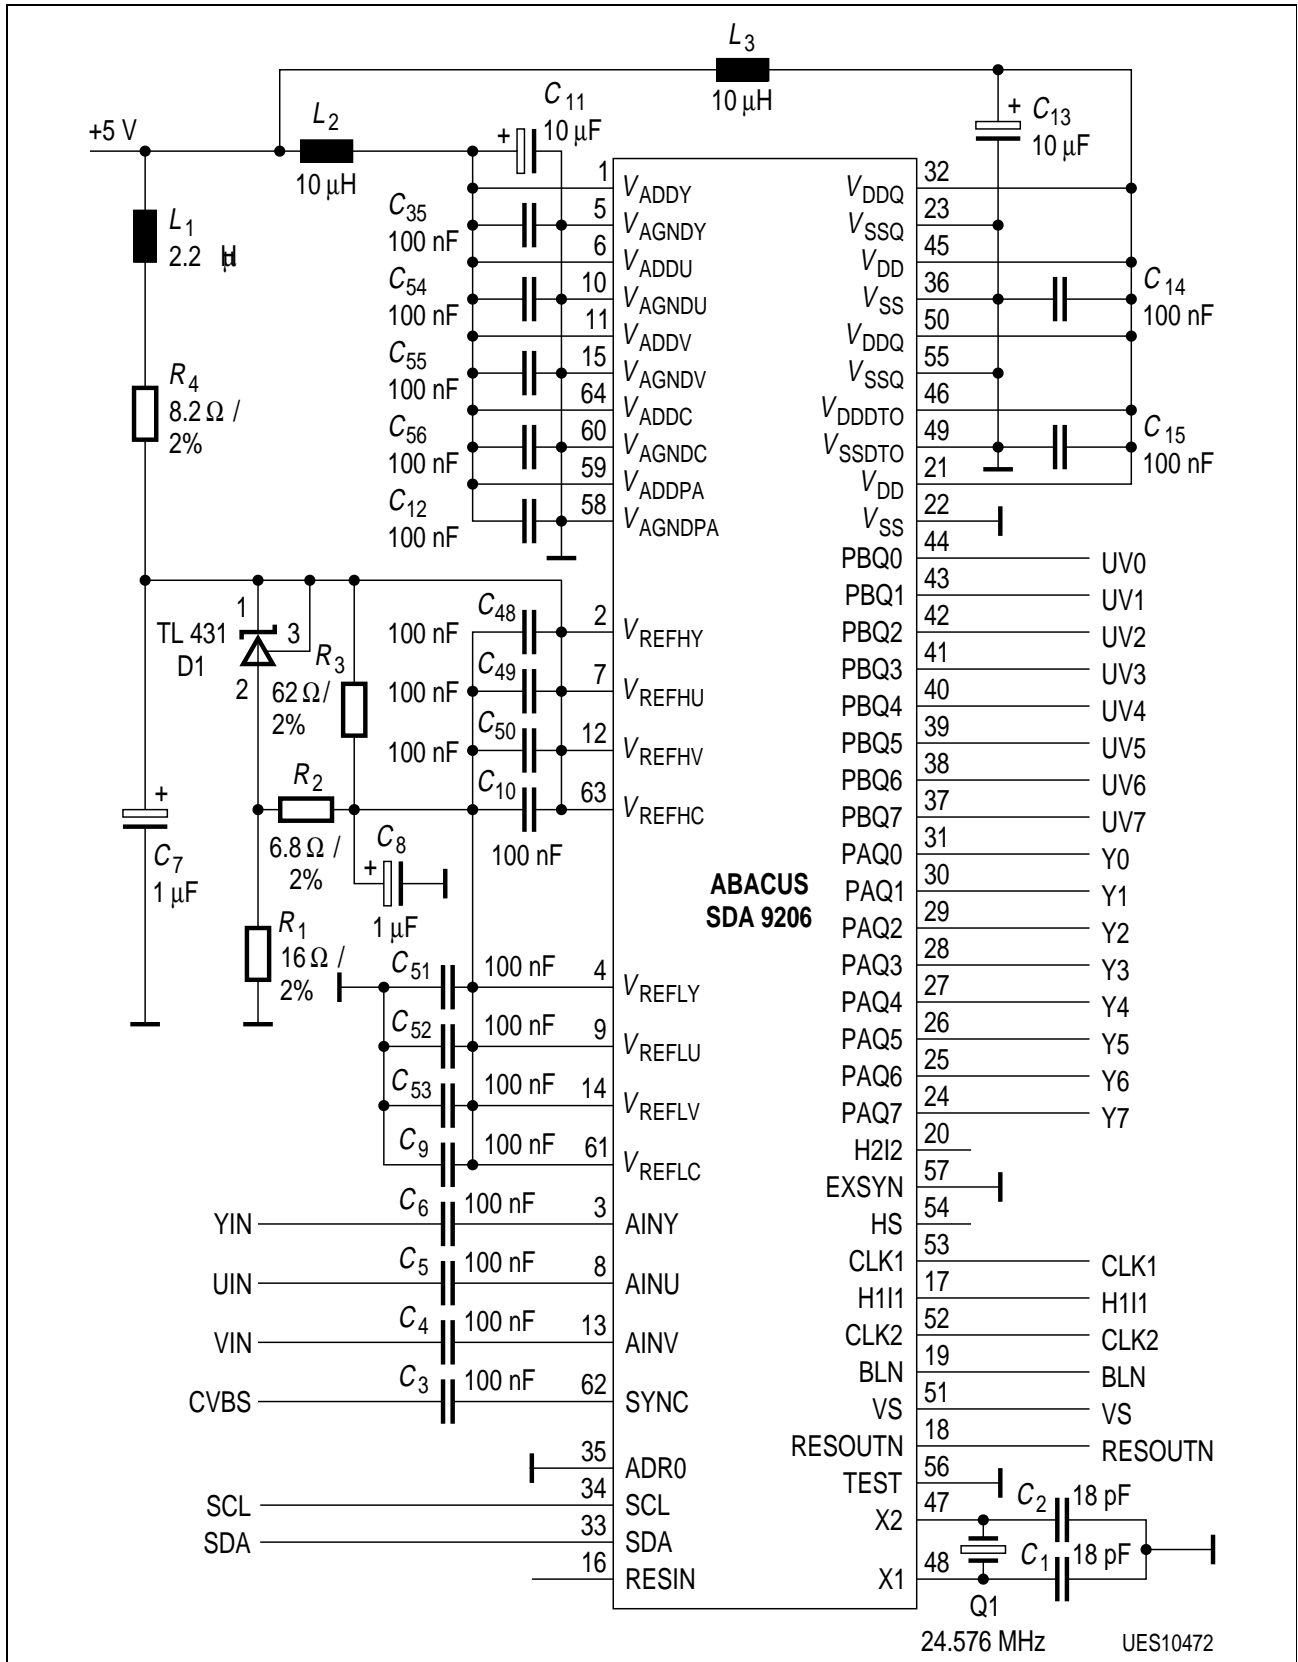 L3
10 µH
+5 V
L2
10 µH
C11
10 µF
C13
10 µF
L1
2.2 µH
R4
8.2 Ω /
2%
C35
100 nF
C54
100 nF
C55
100 nF
C56
100 nF
C12
100 nF
1 VADDY
5 VAGNDY
6 VADDU
10 VAGNDU
11 VADDV
15 VAGNDV
64 VADDC
60 VAGNDC
59 VADDPA
58 VAGNDPA
VDDQ 32
VSSQ 23
VDD 45
VSS 36
VDDQ 50
VSSQ 55
VDDDTO 46
VSSDTO 49
VDD 21
VSS 22
C14
100 nF
C15
100 nF
1
TL 431
D1
3
2
R3
62 Ω /
2%
R2
6.8 Ω /
2%
R1
16 Ω /
2%
+
C7
1 µF
+
C8
1 µF
C48
100 nF
2 VREFHY
C49
100 nF
7 VREFHU
C50
100 nF
12 VREFHV
C10
100 nF
63 VREFHC
ABACUS
SDA 9206
C51 100 nF 4 VREFLY
C52 100 nF 9 VREFLU
C53 100 nF 14 VREFLV
C9 100 nF 61 VREFLC
YIN C6 100 nF 3 AINY
UIN C5 100 nF 8 AINU
VIN C4 100 nF 13 AINV
CVBS C3 100 nF 62 SYNC
35 ADR0
SCL 34 SCL
SDA 33 SDA
16 RESIN
PBQ0 44 UV0
PBQ1 43 UV1
PBQ2 42 UV2
PBQ3 41 UV3
PBQ4 40 UV4
PBQ5 39 UV5
PBQ6 38 UV6
PBQ7 37 UV7
PAQ0 31 Y0
PAQ1 30 Y1
PAQ2 29 Y2
PAQ3 28 Y3
PAQ4 27 Y4
PAQ5 26 Y5
PAQ6 25 Y6
PAQ7 24 Y7
H2I2 20
EXSYN 57
HS 54
CLK1 53 CLK1
H1I1 17 H1I1
CLK2 52 CLK2
BLN 19 BLN
VS 51 VS
RESOUTN 18 RESOUTN
TEST 56
X2 47
C2 18 pF
X1 48
C1 18 pF
Q1
24.576 MHz
UES10472